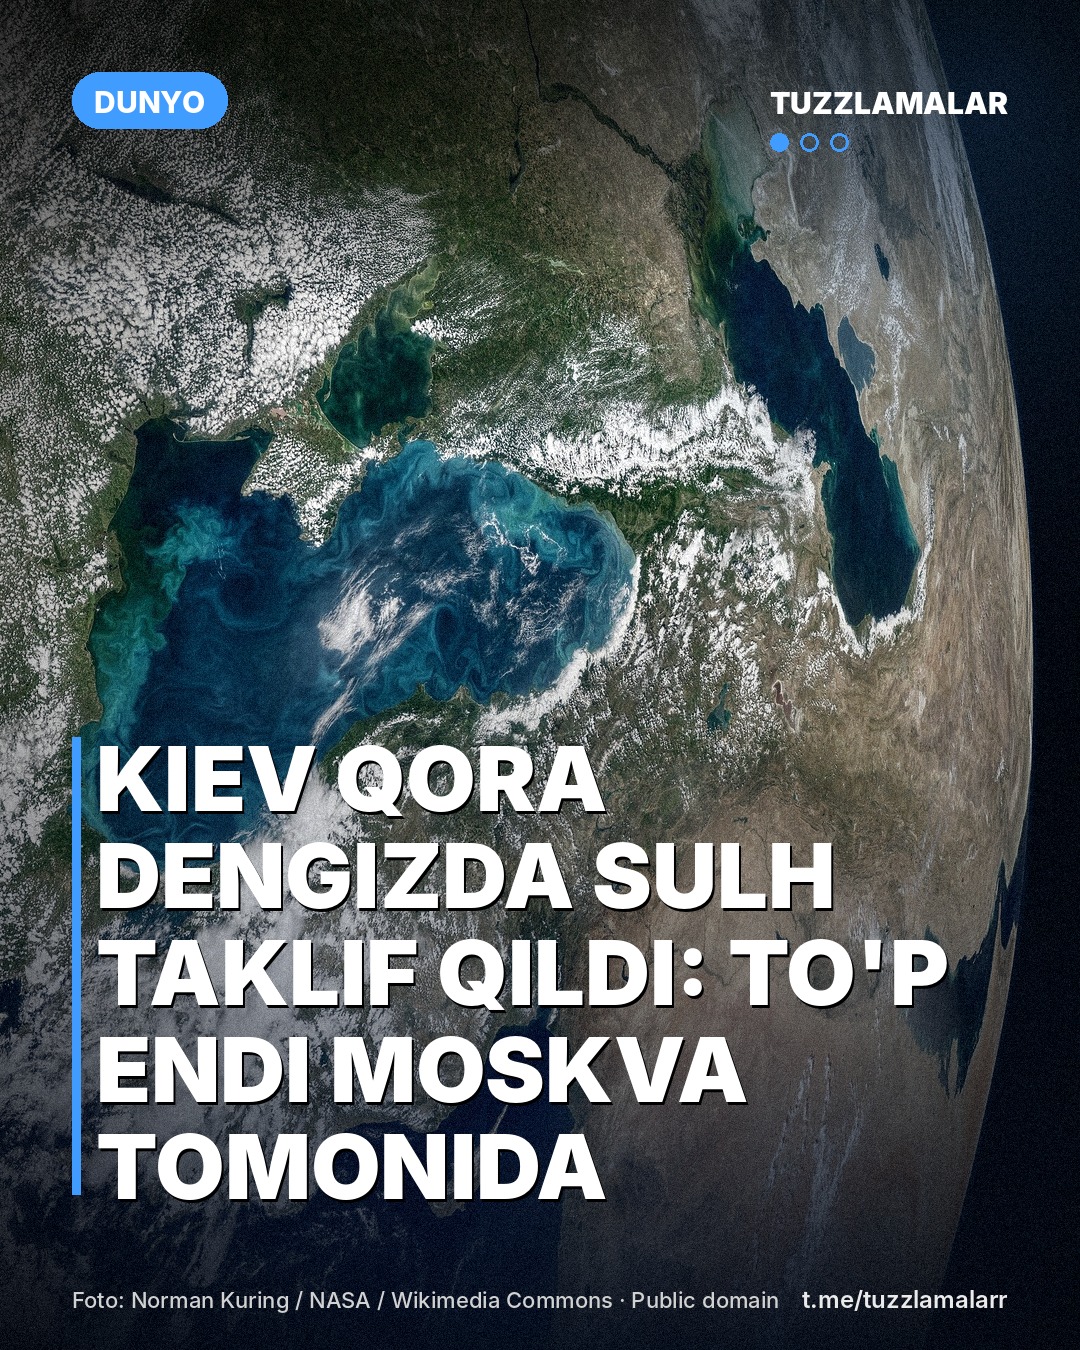 DUNYO
TUZZLAMALAR
KIEV QORA
DENGIZDA SULH
TAKLIF QILDI: TO'P
ENDI MOSKVA
TOMONIDA
Foto: Norman Kuring / NASA / Wikimedia Commons · Public domain
t.me/tuzzlamalarr